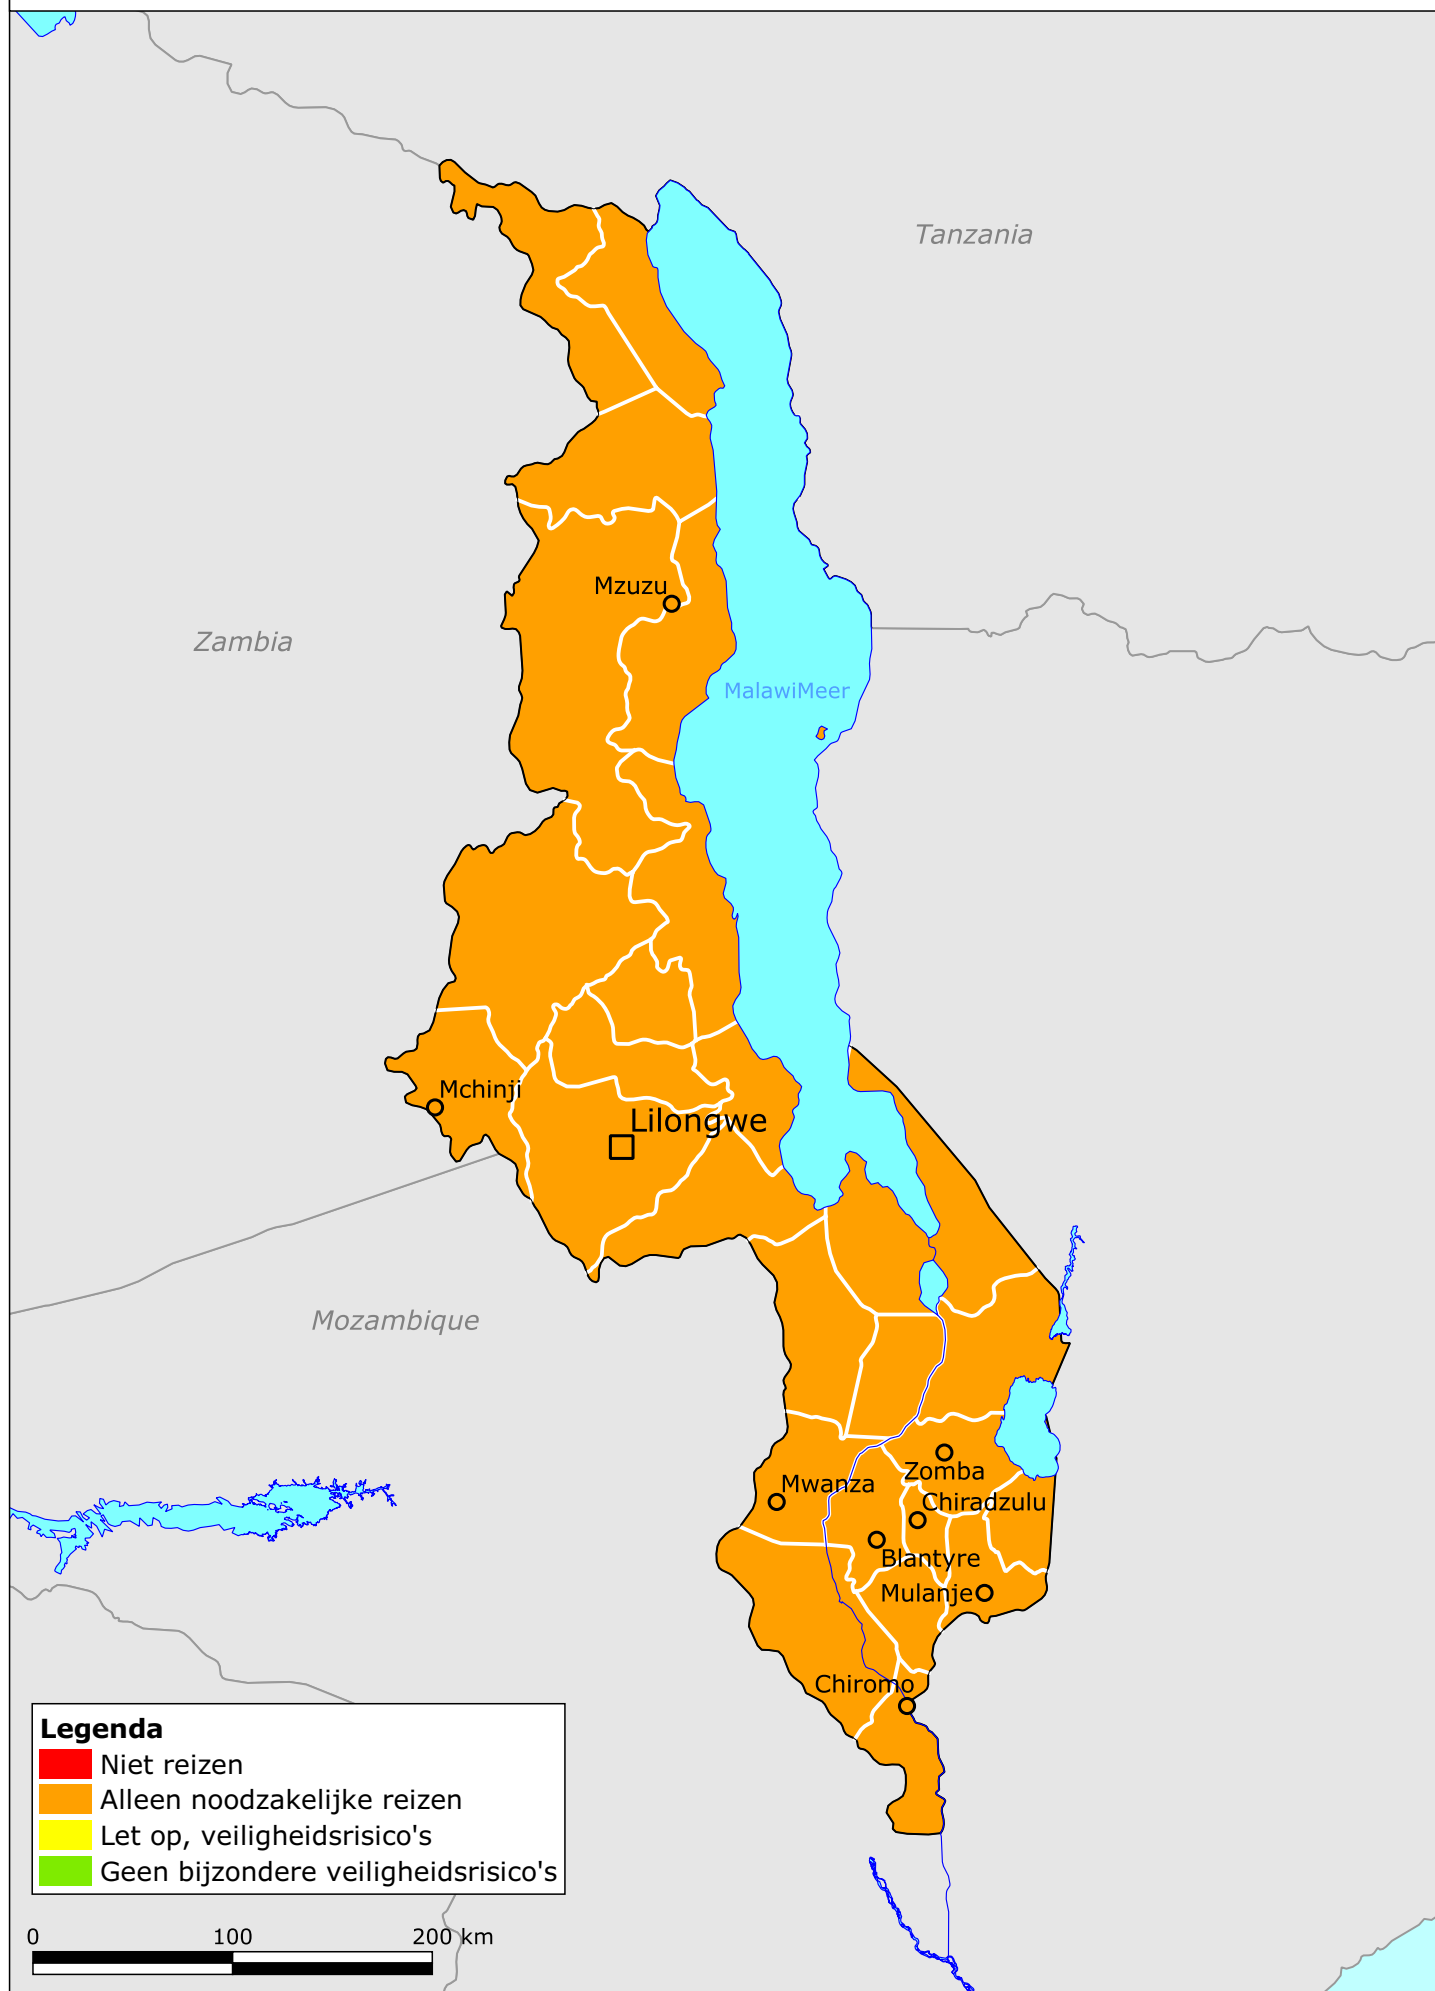 Tanzania
Mzuzu
Zambia
MalawiMeer
Mchinji
Lilongwe
Mozambique
Zomba
Mwanza
Chiradzulu
Blantyre
Mulanje
Chiromo
Legenda
Niet reizen
Alleen noodzakelijke reizen
Let op, veiligheidsrisico's
Geen bijzondere veiligheidsrisico's
0 100 200 km